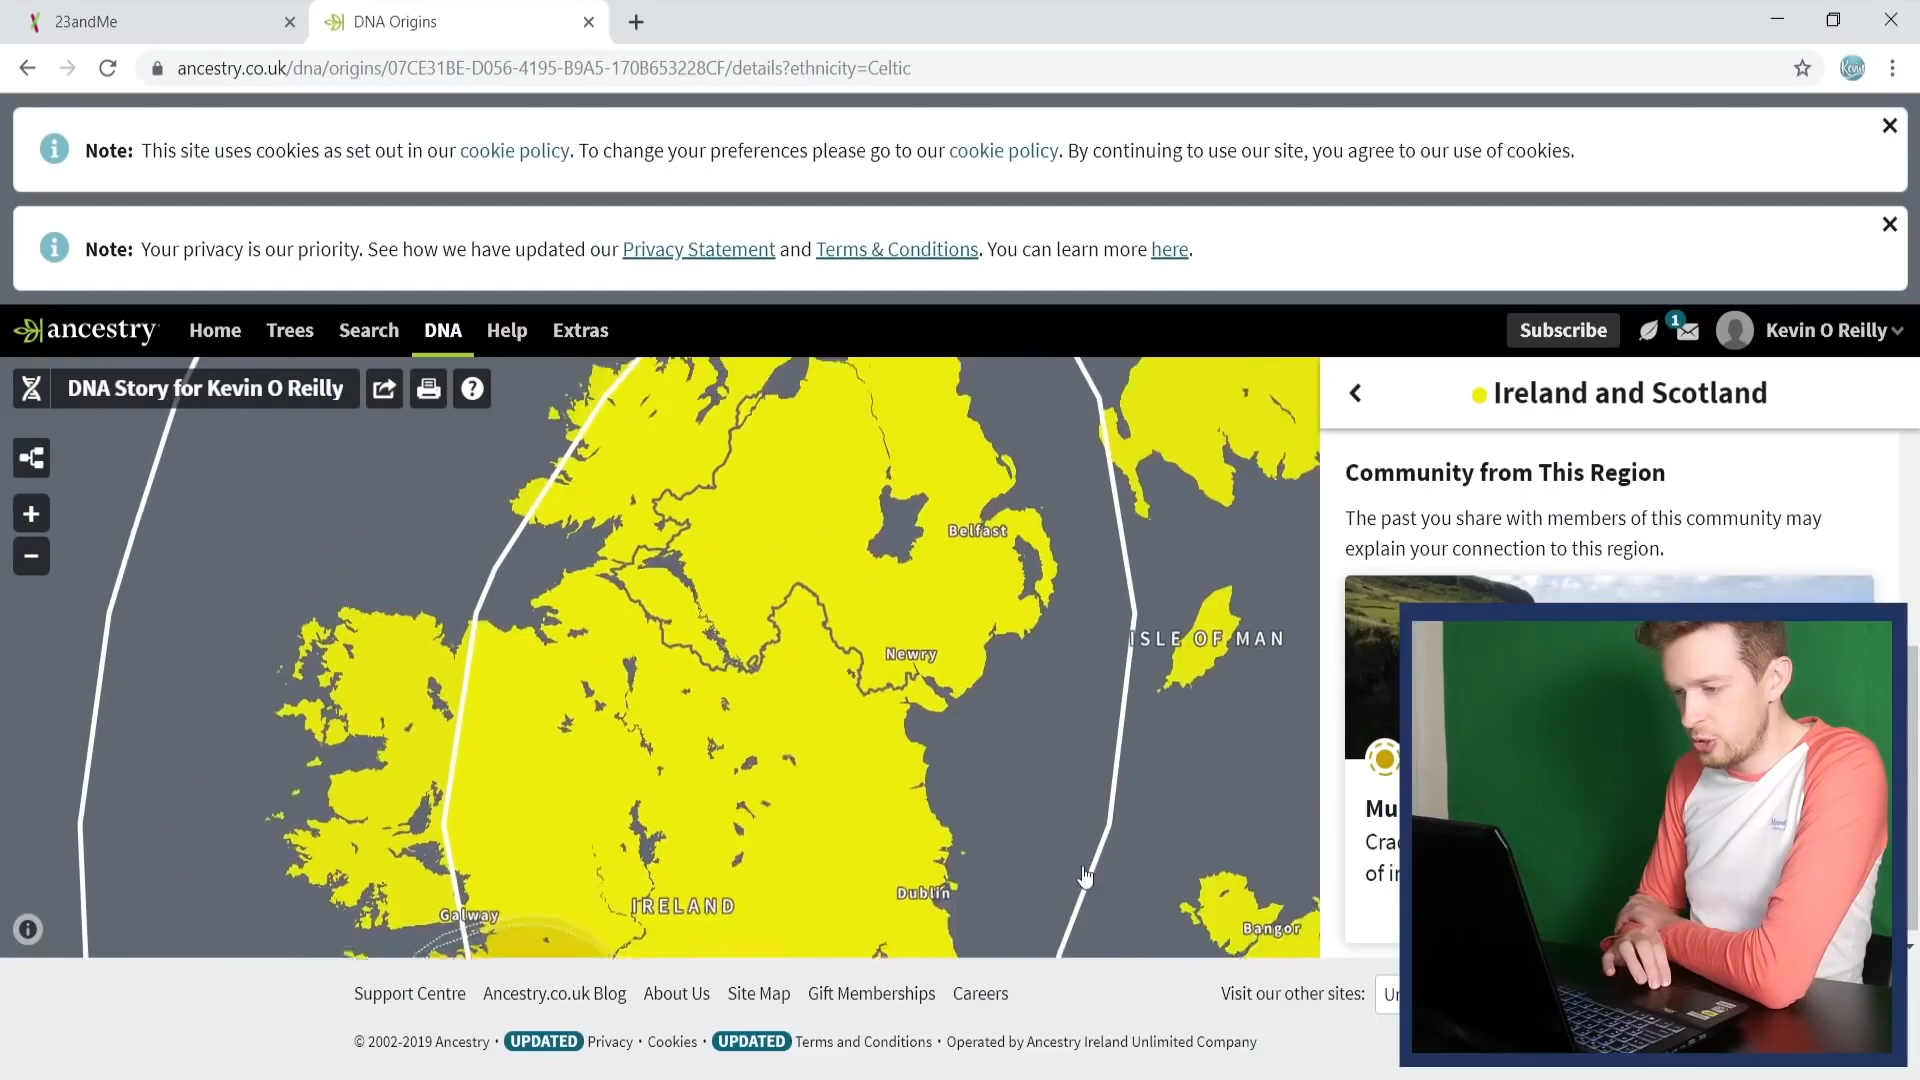 23andMe
DNA Origins
ancestry.co.uk/dna/origins/07CE31BE-D056-4195-B9A5-170B653228CF/details?ethnicity=Celtic
Kevin
Note: This site uses cookies as set out in our cookie policy. To change your preferences please go to our cookie policy. By continuing to use our site, you agree to our use of cookies.
Note: Your privacy is our priority. See how we have updated our Privacy Statement and Terms & Conditions. You can learn more here.
ancestry
Home
Trees
Search
DNA
Help
Extras
Subscribe
1
Kevin O Reilly
DNA Story for Kevin O Reilly
Ireland and Scotland
Community from This Region
The past you share with members of this community may
explain your connection to this region.
Belfast
ISLE OF MAN
Newry
Mu
Cra
of in
Dublin
IRELAND
Galway
Bangor
Support Centre
Ancestry.co.uk Blog
About Us
Site Map
Gift Memberships
Careers
Visit our other sites:
Un
© 2002-2019 Ancestry • UPDATED Privacy • Cookies • UPDATED Terms and Conditions • Operated by Ancestry Ireland Unlimited Company